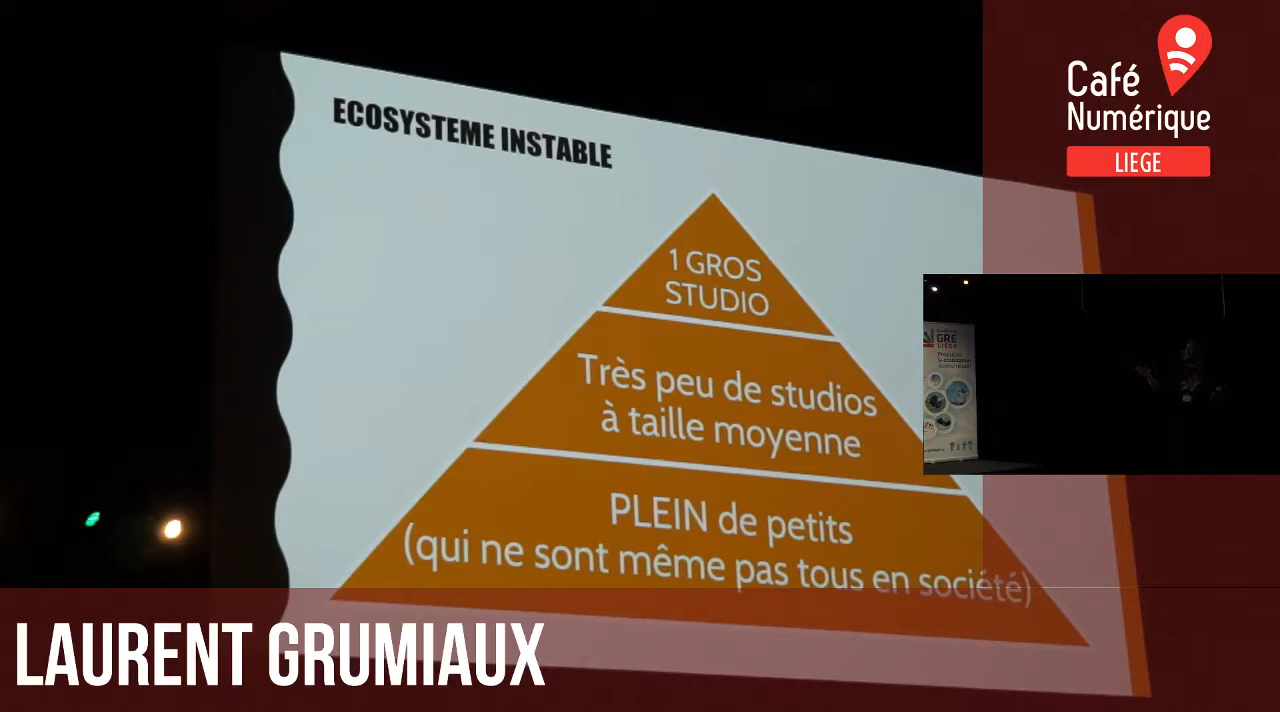 ECOSYSTEME INSTABLE
1 GROS
STUDIO
Très peu de studios
à taille moyenne
PLEIN de petits
(qui ne sont même pas tous en société)
Café
Numérique
LIEGE
GRE
LIEGE
LAURENT GRUMIAUX